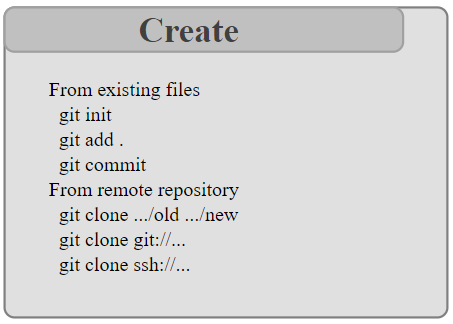 Create
From existing files
git init
git add .
git commit
From remote repository
git clone .../old .../new
git clone git://...
git clone ssh://...